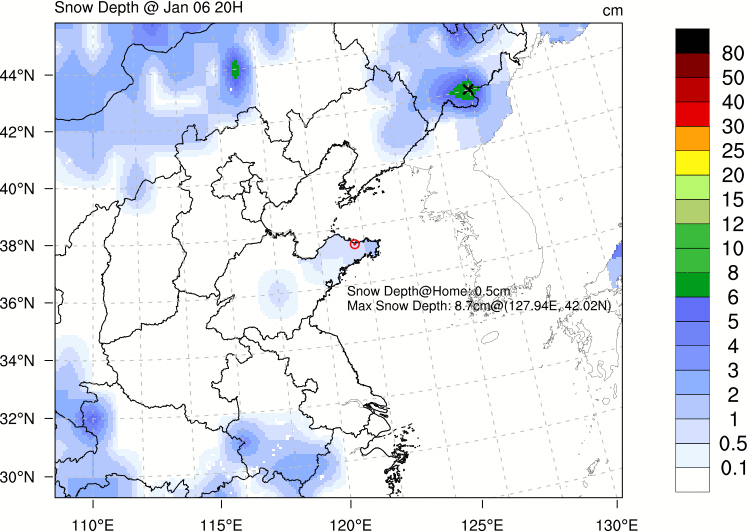 Snow Depth @ Jan 06 20H
cm
44°N
42°N
40°N
38°N
36°N
34°N
32°N
30°N
110°E
115°E
120°E
125°E
130°E
Snow Depth@Home: 0.5cm
Max Snow Depth: 8.7cm@(127.94E, 42.02N)
80
50
40
30
25
20
15
12
10
8
6
5
4
3
2
1
0.5
0.1